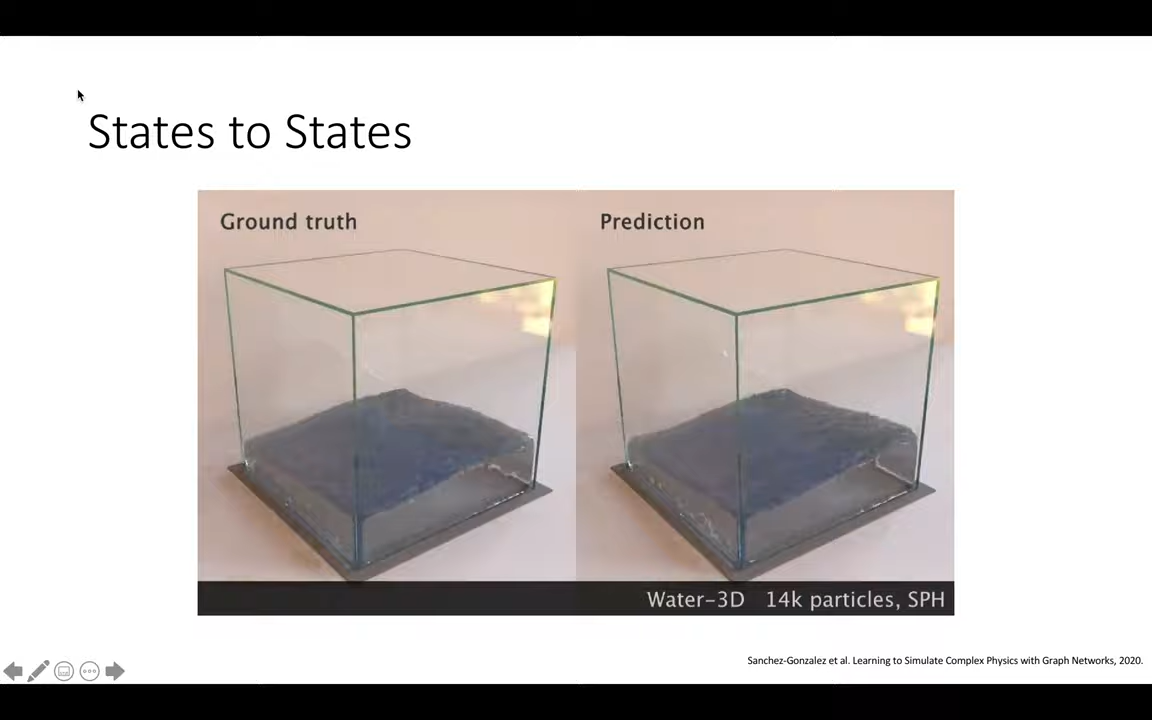 States to States
Ground truth
Prediction
Water-3D 14k particles, SPH
Sanchez-Gonzalez et al. Learning to Simulate Complex Physics with Graph Networks, 2020.